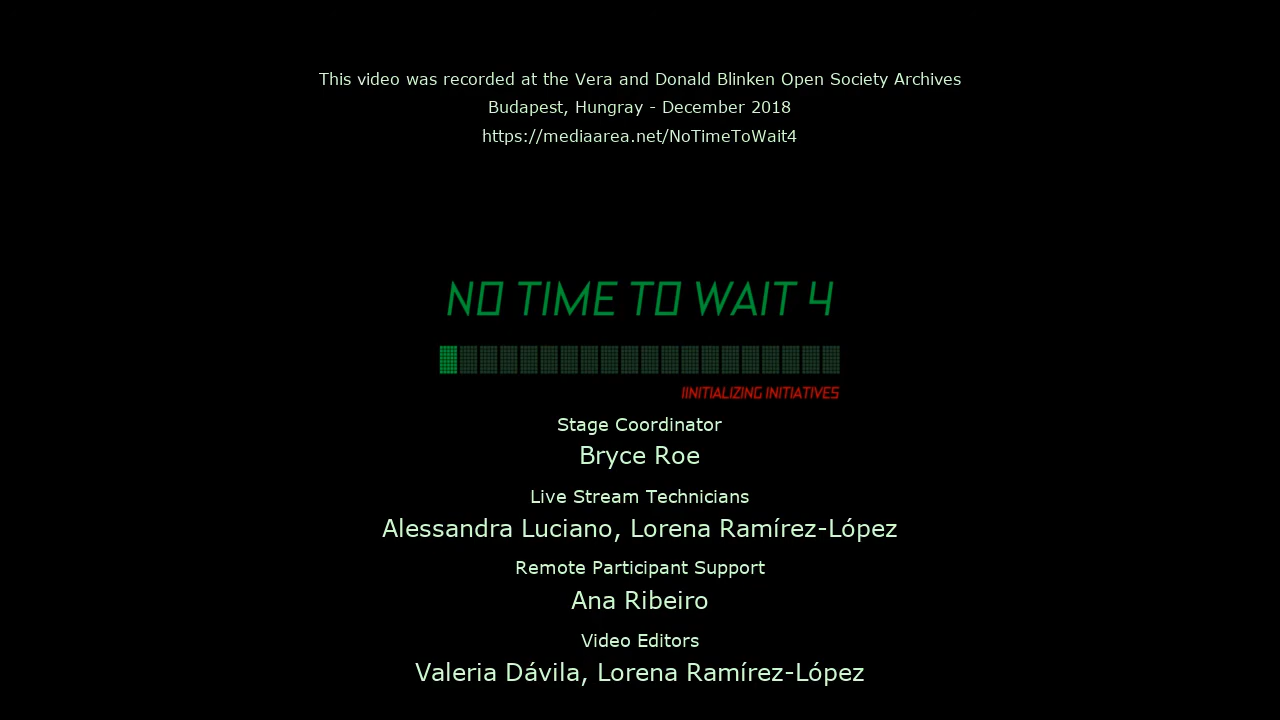 This video was recorded at the Vera and Donald Blinken Open Society Archives
Budapest, Hungray - December 2018
https://mediaarea.net/NoTimeToWait4
NO TIME TO WAIT 4
IINITIALIZING INITIATIVES
Stage Coordinator
Bryce Roe
Live Stream Technicians
Alessandra Luciano, Lorena Ramírez-López
Remote Participant Support
Ana Ribeiro
Video Editors
Valeria Dávila, Lorena Ramírez-López